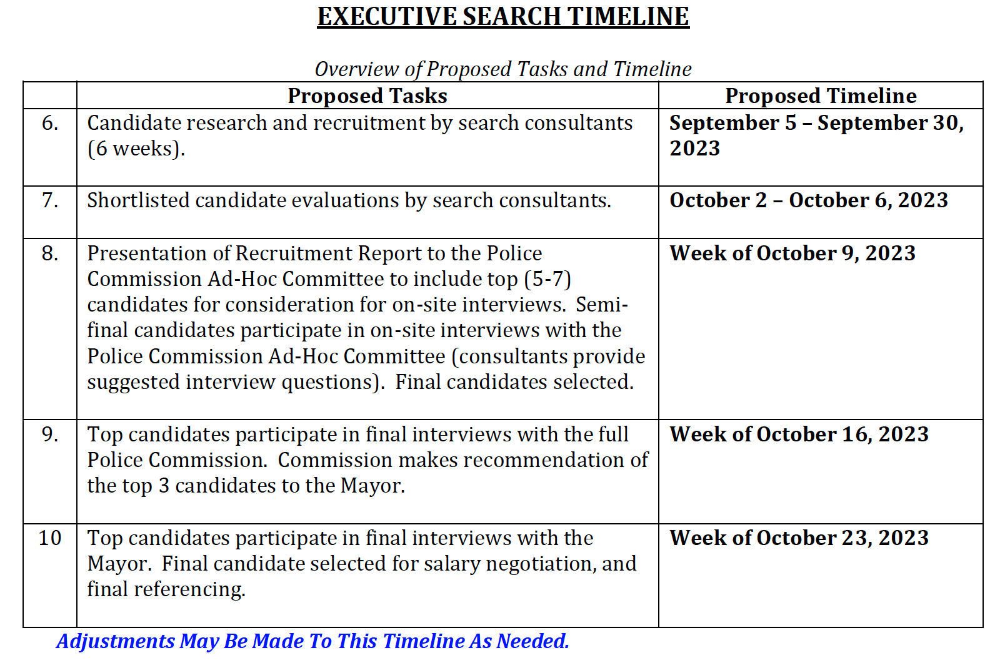 EXECUTIVE SEARCH TIMELINE
Overview of Proposed Tasks and Timeline
Proposed Tasks
Proposed Timeline
6.
Candidate research and recruitment by search consultants
(6 weeks).
September 5 – September 30,
2023
7.
Shortlisted candidate evaluations by search consultants.
October 2 – October 6, 2023
8.
Presentation of Recruitment Report to the Police
Commission Ad-Hoc Committee to include top (5-7)
candidates for consideration for on-site interviews.  Semi-
final candidates participate in on-site interviews with the
Police Commission Ad-Hoc Committee (consultants provide
suggested interview questions).  Final candidates selected.
Week of October 9, 2023
9.
Top candidates participate in final interviews with the full
Police Commission.  Commission makes recommendation of
the top 3 candidates to the Mayor.
Week of October 16, 2023
10
Top candidates participate in final interviews with the
Mayor.  Final candidate selected for salary negotiation, and
final referencing.
Week of October 23, 2023
Adjustments May Be Made To This Timeline As Needed.